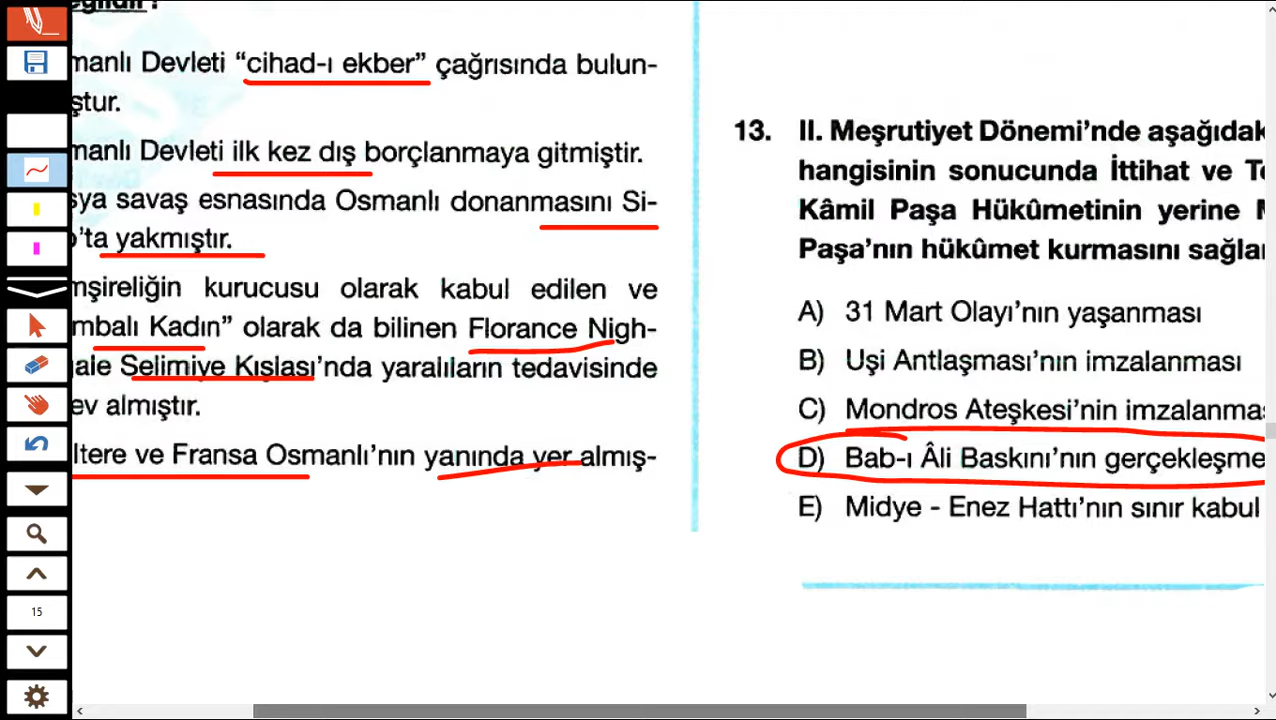 manlı Devleti “cihad-ı ekber” çağrısında bulun-
ştur.
manlı Devleti ilk kez dış borçlanmaya gitmiştir.
sya savaş esnasında Osmanlı donanmasını Si-
’ta yakmıştır.
mşireliğin kurucusu olarak kabul edilen ve
mbalı Kadın” olarak da bilinen Florance Nigh-
gale Selimiye Kışlası’nda yaralıların tedavisinde
ev almıştır.
ltere ve Fransa Osmanlı’nın yanında yer almış-
13. II. Meşrutiyet Dönemi’nde aşağıdak
hangisinin sonucunda İttihat ve Te
Kâmil Paşa Hükûmetinin yerine
Paşa’nın hükûmet kurmasını sağla
A) 31 Mart Olayı’nın yaşanması
B) Uşi Antlaşması’nın imzalanması
C) Mondros Ateşkesi’nin imzalanma
D) Bab-ı Âli Baskını’nın gerçekleşme
E) Midye - Enez Hattı’nın sınır kabul
15